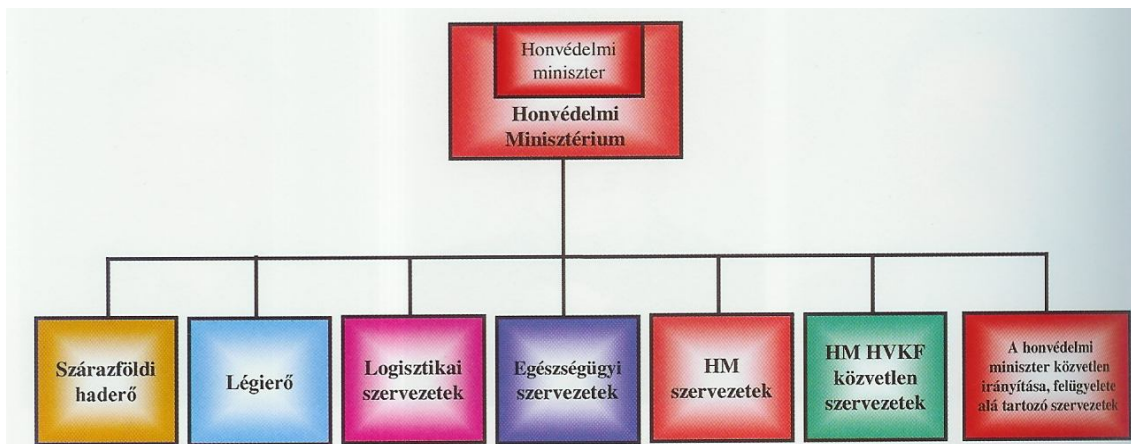 Honvédelmi
miniszter
Honvédelmi
Minisztérium
Szárazföldi
haderő
Légierő
Logisztikai
szervezetek
Egészségügyi
szervezetek
HM
szervezetek
HM HVKF
közvetlen
szervezetek
A honvédelmi
miniszter közvetlen
irányítása, felügyelete
alá tartozó szervezetek